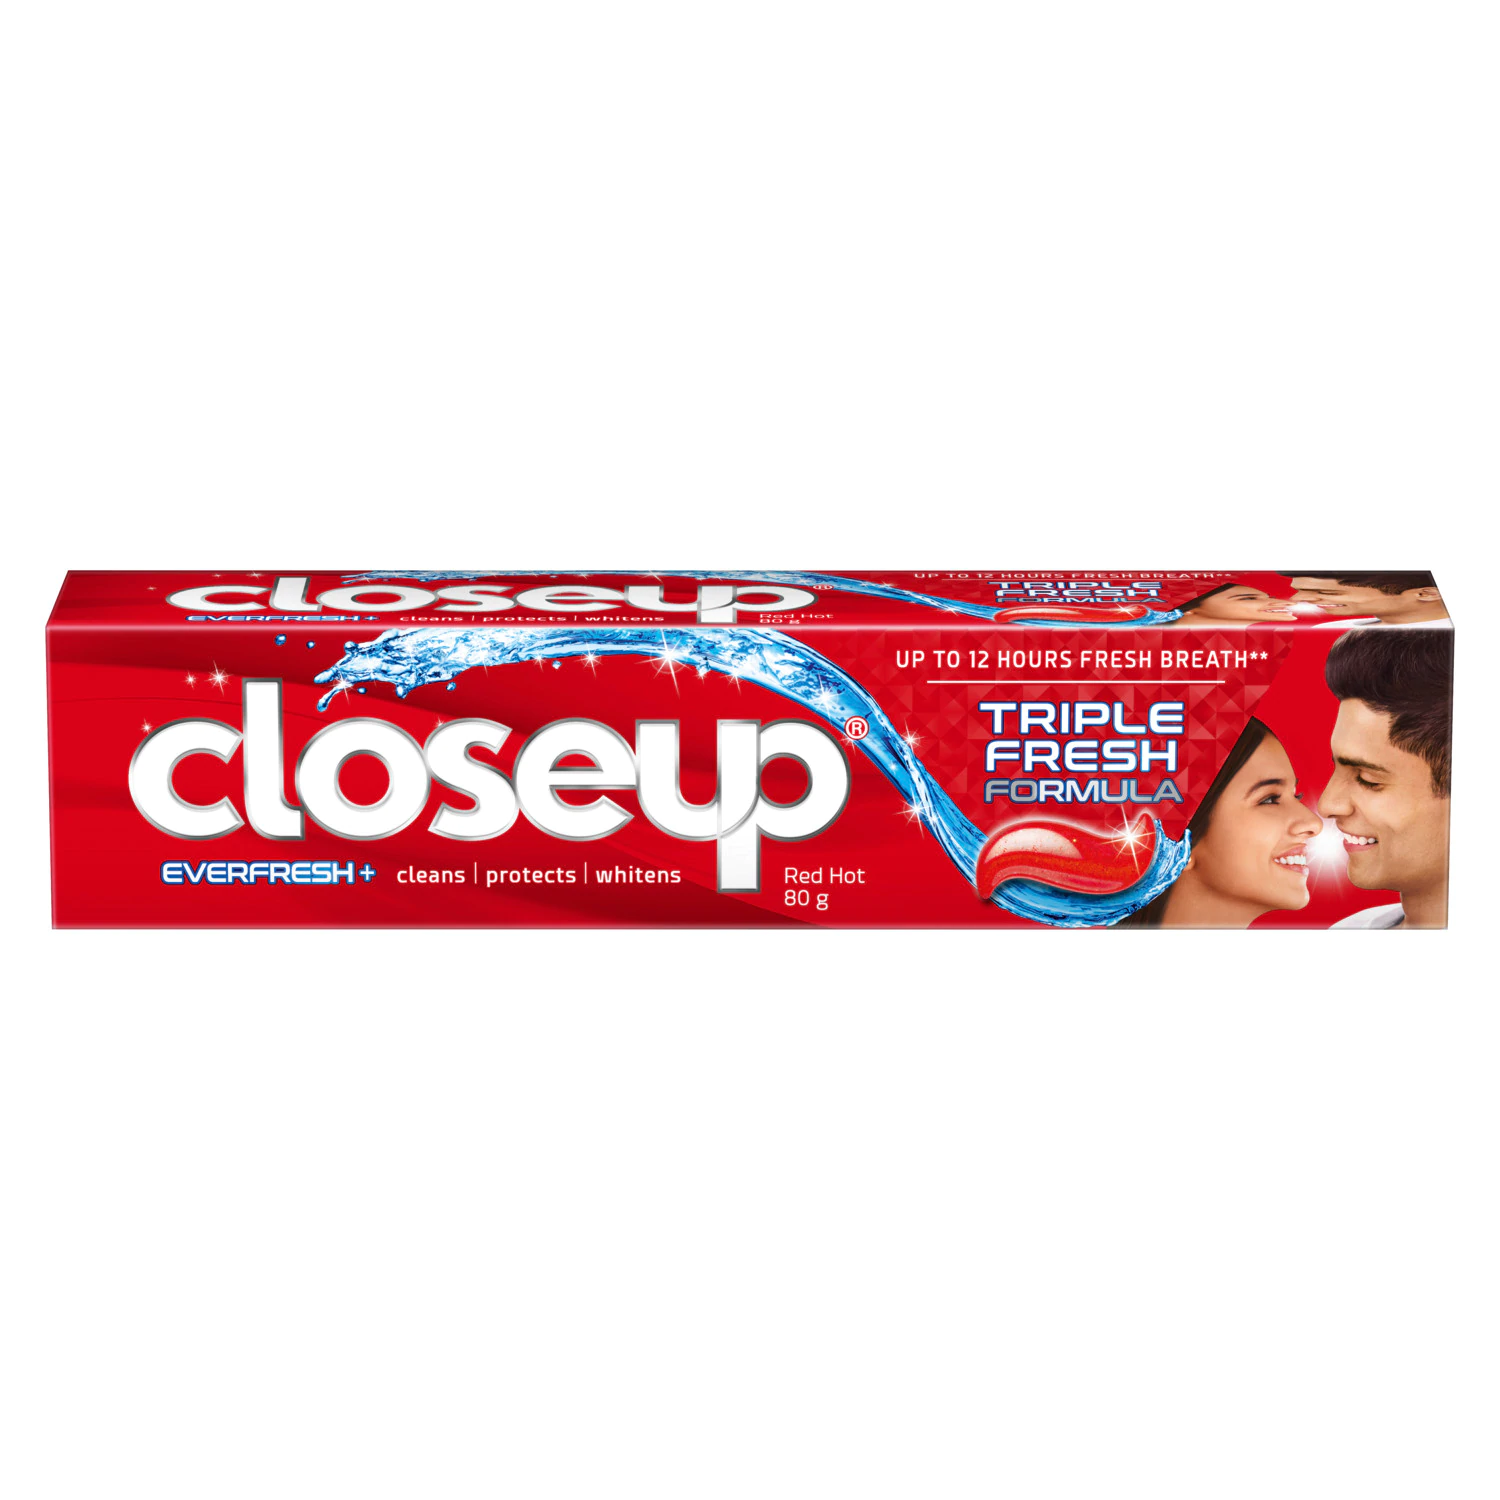 closeup®
EVERFRESH+ cleans | protects | whitens
Red Hot
80 g
UP TO 12 HOURS FRESH BREATH**
TRIPLE
FRESH
FORMULA
closeup®
EVERFRESH+ cleans | protects | whitens
Red Hot
80 g
UP TO 12 HOURS FRESH BREATH**
TRIPLE
FRESH
FORMULA